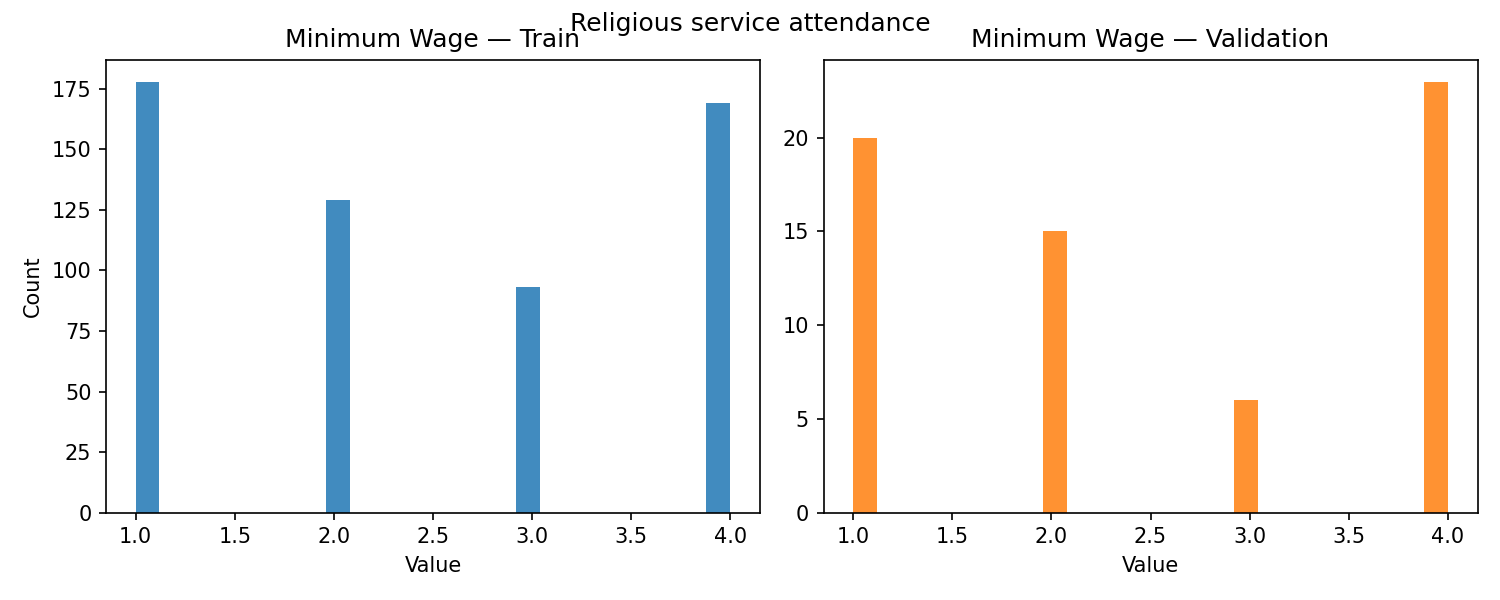 Religious service attendance
Minimum Wage — Train
Minimum Wage — Validation
Count
175
150
125
100
75
50
25
0
1.0 1.5 2.0 2.5 3.0 3.5 4.0
Value
20
15
10
5
0
1.0 1.5 2.0 2.5 3.0 3.5 4.0
Value